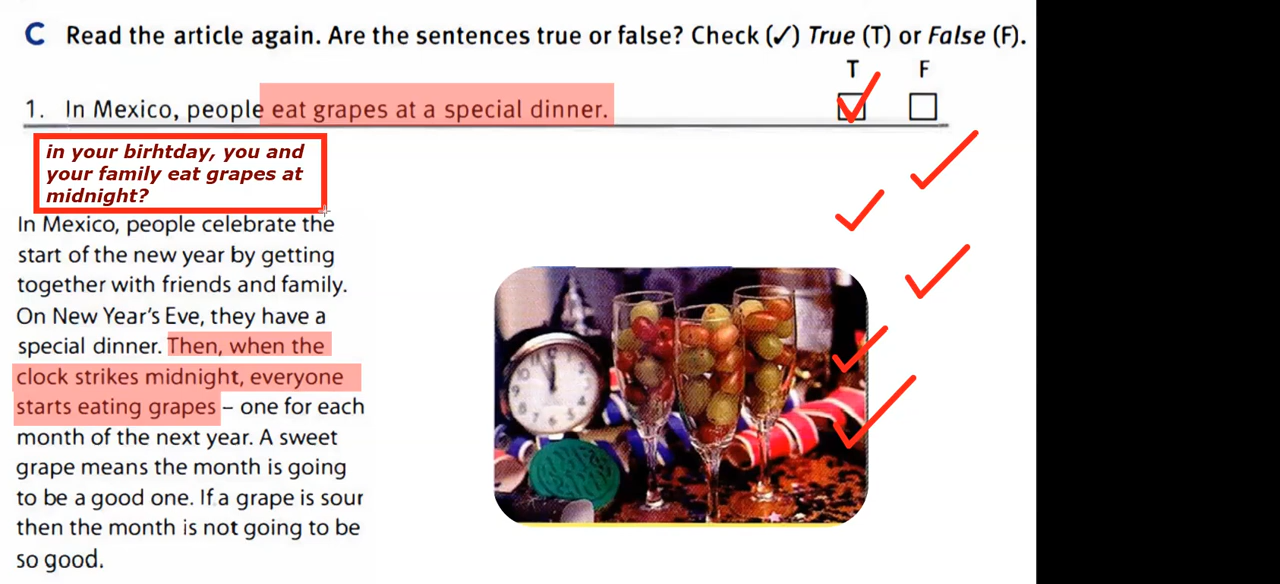 C Read the article again. Are the sentences true or false? Check (✓) True (T) or False (F).
T F
1. In Mexico, people eat grapes at a special dinner.
in your birhtday, you and
your family eat grapes at
midnight?
In Mexico, people celebrate the
start of the new year by getting
together with friends and family.
On New Year's Eve, they have a
special dinner. Then, when the
clock strikes midnight, everyone
starts eating grapes – one for each
month of the next year. A sweet
grape means the month is going
to be a good one. If a grape is sour
then the month is not going to be
so good.